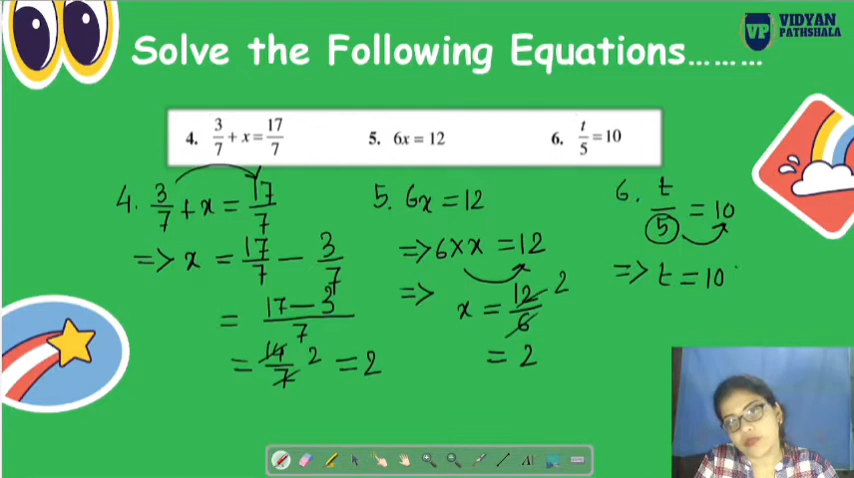 VP VIDYAN PATHSHALA
Solve the Following Equations.........
4. 3/7 + x = 17/7 5. 6x = 12 6. t/5 = 10
4. 3/7 + x = 17/7
=> x = 17/7 - 3/7
= 17 - 3/7
= 14/7 2 = 2
5. 6x = 12
=> 6 x x = 12
=> x = 12/6 2
= 2
6. t/5 = 10
=> t = 10